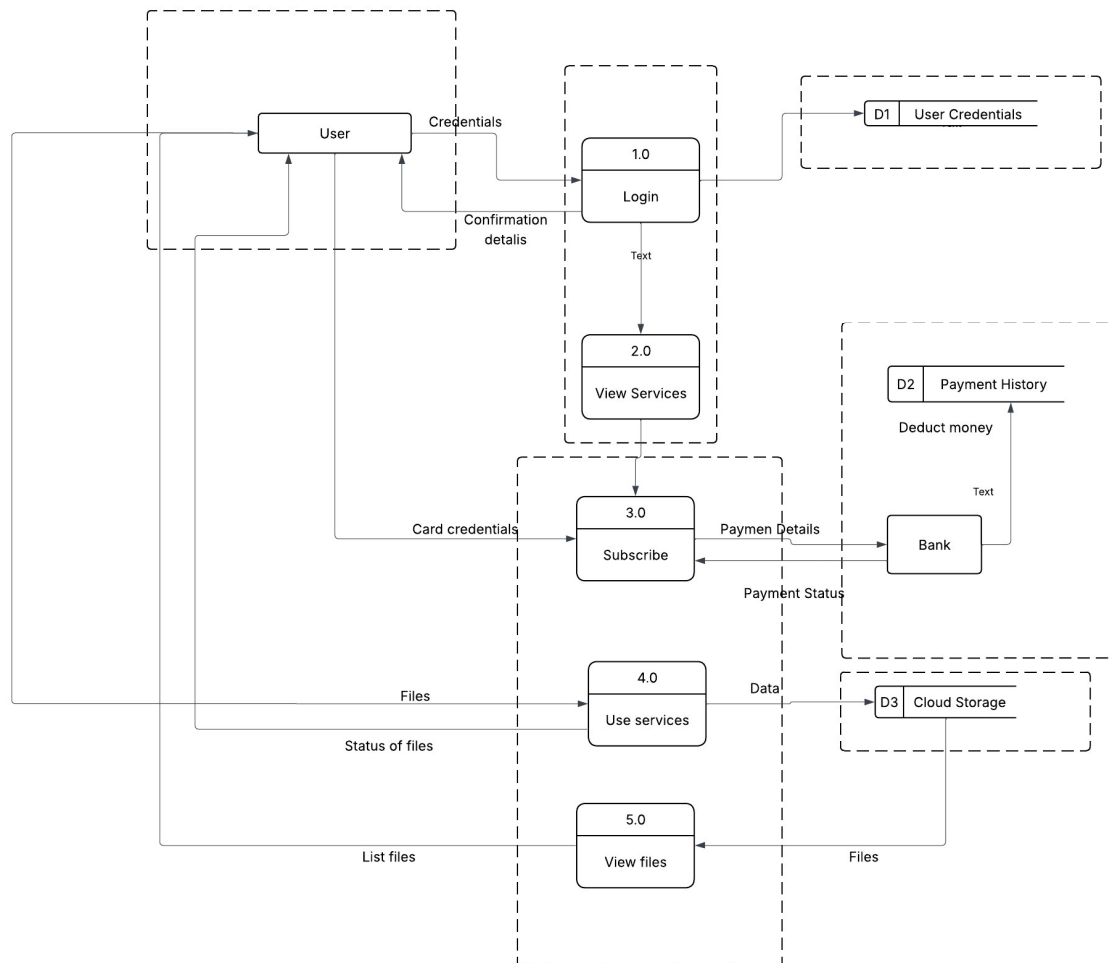 User
Credentials
Confirmation
detalis
1.0
Login
D1 User Credentials
Text
2.0
View Services
D2 Payment History
Deduct money
Text
Bank
Card credentials
3.0
Subscribe
Paymen Details
Payment Status
4.0
Use services
Files
Status of files
Data
D3 Cloud Storage
5.0
View files
List files
Files